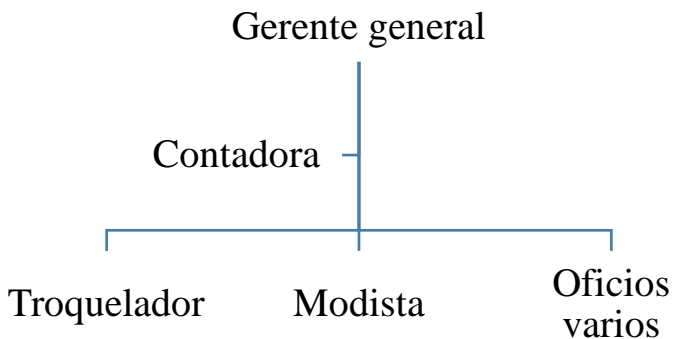 Gerente general
Contadora
Troquelador
Modista
Oficios
varios